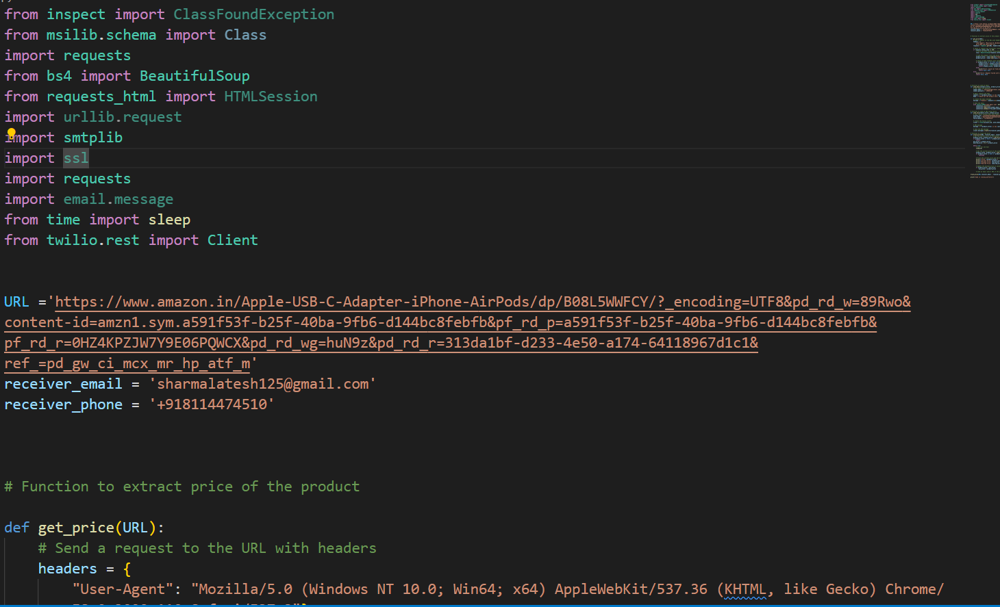 from inspect import ClassFoundException
from msilib.schema import Class
import requests
from bs4 import BeautifulSoup
from requests_html import HTMLSession
import urllib.request
import smtplib
import ssl
import requests
import email.message
from time import sleep
from twilio.rest import Client
URL ='https://www.amazon.in/Apple-USB-C-Adapter-iPhone-AirPods/dp/B08L5WWFCY/?_encoding=UTF8&pd_rd_w=89Rwo&
content-id=amzn1.sym.a591f53f-b25f-40ba-9fb6-d144bc8febfb&pf_rd_p=a591f53f-b25f-40ba-9fb6-d144bc8febfb&
pf_rd_r=0HZ4KPZJW7Y9E06PQWCX&pd_rd_wg=huN9z&pd_rd_r=313da1bf-d233-4e50-a174-64118967d1c1&
ref_=pd_gw_ci_mcx_mr_hp_atf_m'
receiver_email = 'sharmalatesh125@gmail.com'
receiver_phone = '+918114474510'
# Function to extract price of the product
def get_price(URL):
# Send a request to the URL with headers
headers = {
"User-Agent": "Mozilla/5.0 (Windows NT 10.0; Win64; x64) AppleWebKit/537.36 (KHTML, like Gecko) Chrome/